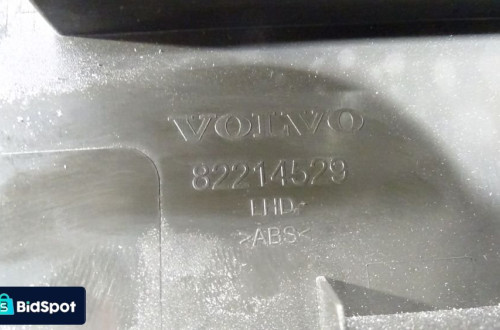 VOLVO
82214529
LHD
>ABS<
BidSpot